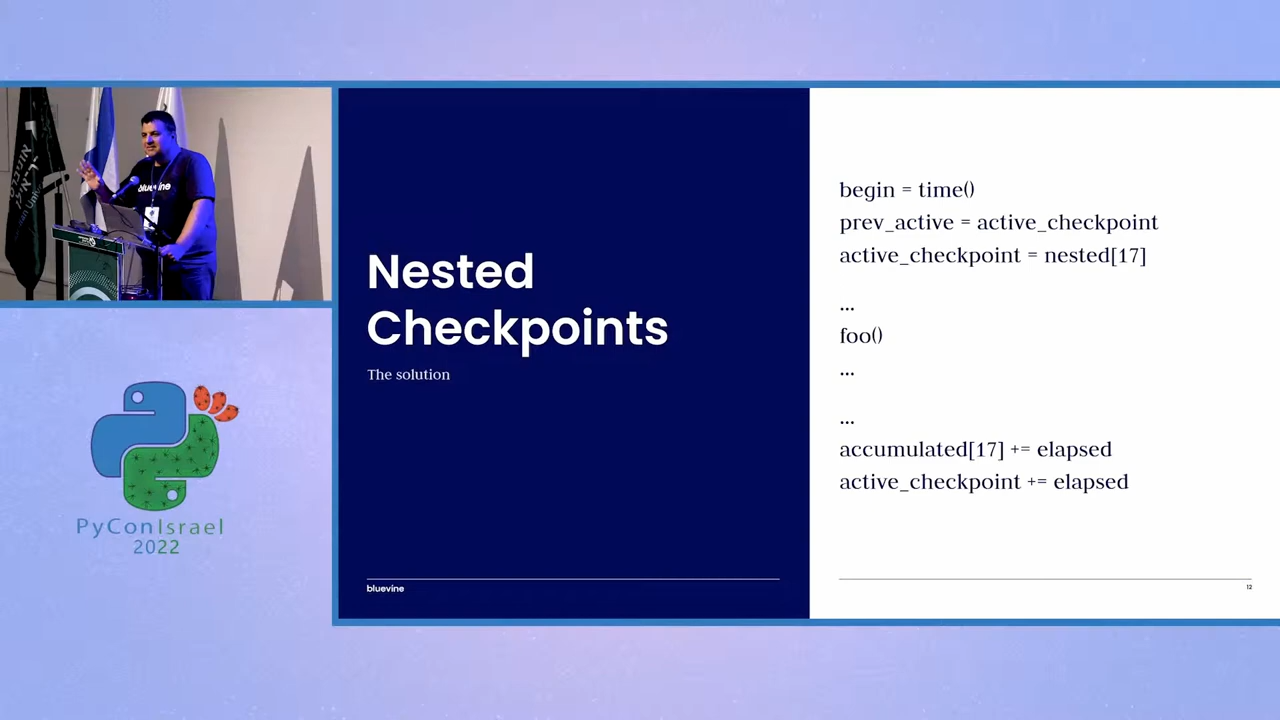 bluevine
Nested
Checkpoints
The solution
bluevine
begin = time()
prev_active = active_checkpoint
active_checkpoint = nested[17]
...
foo()
...
...
accumulated[17] += elapsed
active_checkpoint += elapsed
12
PyConIsrael
2022